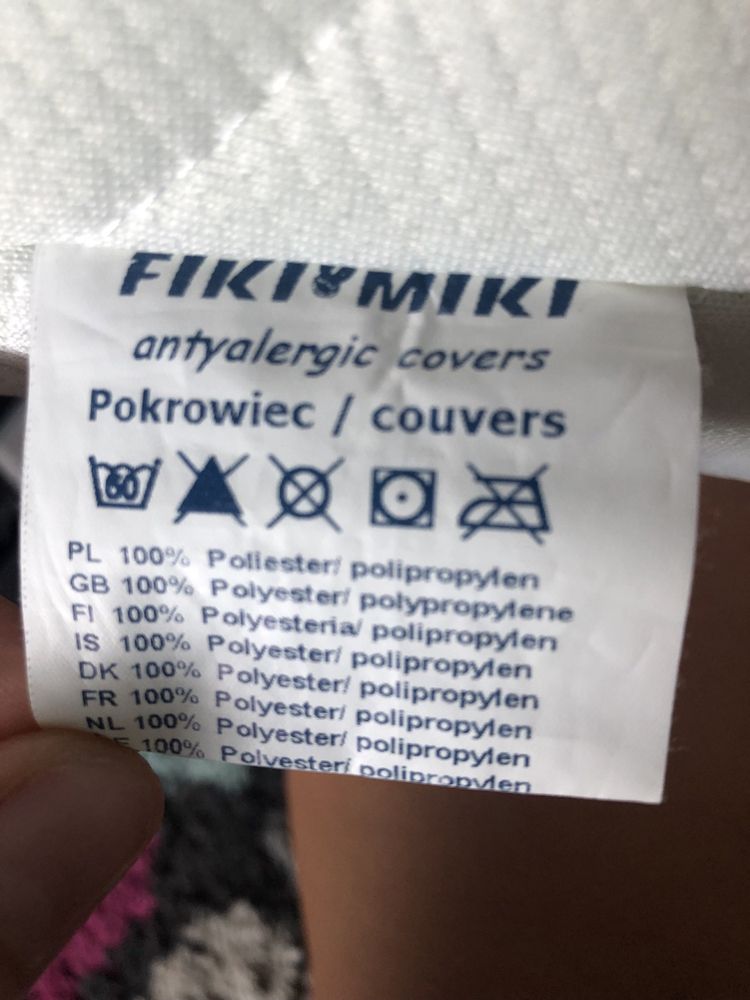 FIKI MIKI
antyalergic covers
Pokrowiec / couvers
60
PL 100% Poliester/ polipropylen
GB 100% Polyester/ polypropylene
FI 100% Polyesteria/ polipropylen
IS 100% Polyester/ polipropylen
DK 100% Polyester/ polipropylen
FR 100% Polyester/ polipropylen
NL 100% Polyester/ polipropylen
100% Polyester/ polipropylen